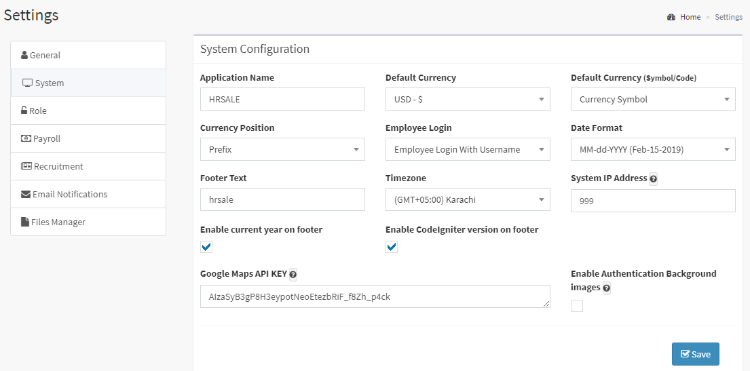 Settings
Home - Settings
General
System
Role
Payroll
Recruitment
Email Notifications
Files Manager
System Configuration
Application Name Default Currency Default Currency ($ymbol/Code)
HRSALE USD - $ Currency Symbol
Currency Position Employee Login Date Format
Prefix Employee Login With Username MM-dd-YYYY (Feb-15-2019)
Footer Text Timezone System IP Address ?
hrsale (GMT+05:00) Karachi 999
Enable current year on footer Enable CodeIgniter version on footer
Google Maps API KEY ? Enable Authentication Background
images ?
AIzaSyB3gP8H3eypotNeoEtezbRiF_f8Zh_p4ck
Save